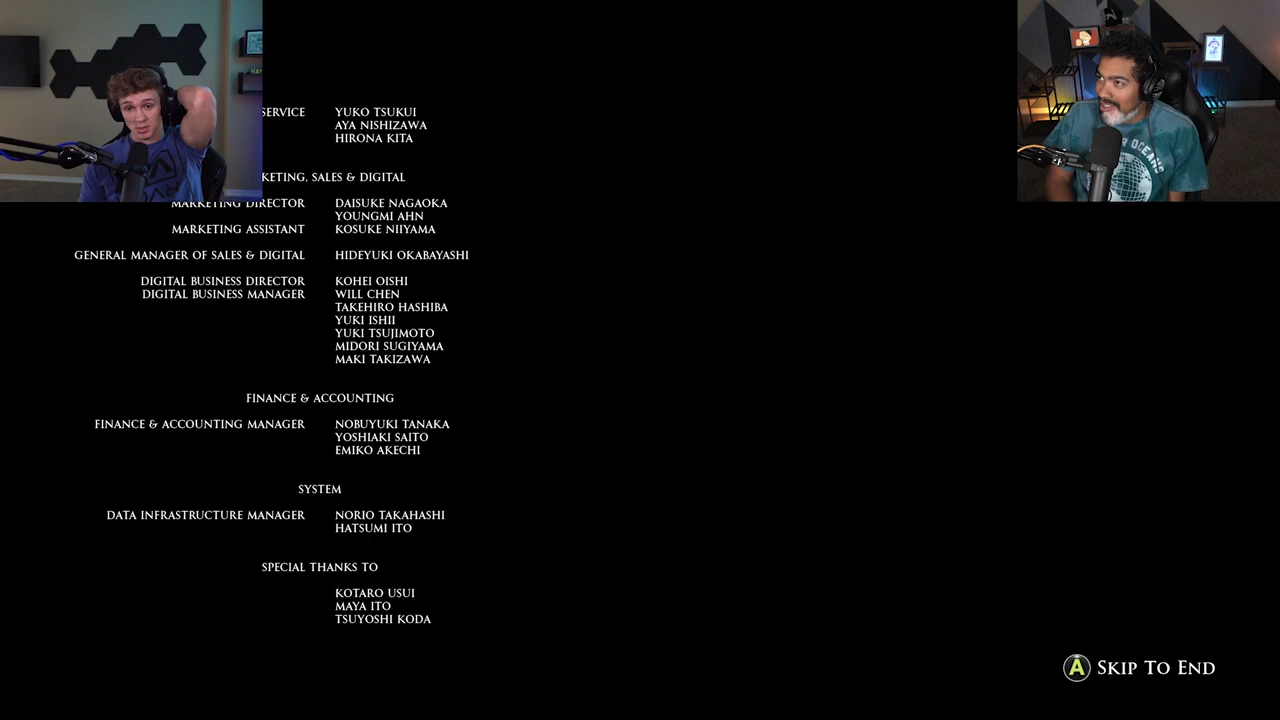 SERVICE YUKO TSUKUI
AYA NISHIZAWA
HIRONA KITA
KETING, SALES & DIGITAL
MARKETING DIRECTOR DAISUKE NAGAOKA
YOUNGMI AHN
MARKETING ASSISTANT KOSUKE NIIYAMA
GENERAL MANAGER OF SALES & DIGITAL HIDEYUKI OKABAYASHI
DIGITAL BUSINESS DIRECTOR KOHEI OISHI
DIGITAL BUSINESS MANAGER WILL CHEN
TAKEHIRO HASHIBA
YUKI ISHII
YUKI TSUJIMOTO
MIDORI SUGIYAMA
MAKI TAKIZAWA
FINANCE & ACCOUNTING
FINANCE & ACCOUNTING MANAGER NOBUYUKI TANAKA
YOSHIAKI SAITO
EMIKO AKECHI
SYSTEM
DATA INFRASTRUCTURE MANAGER NORIO TAKAHASHI
HATSUMI ITO
SPECIAL THANKS TO
KOTARO USUI
MAYA ITO
TSUYOSHI KODA
A SKIP TO END